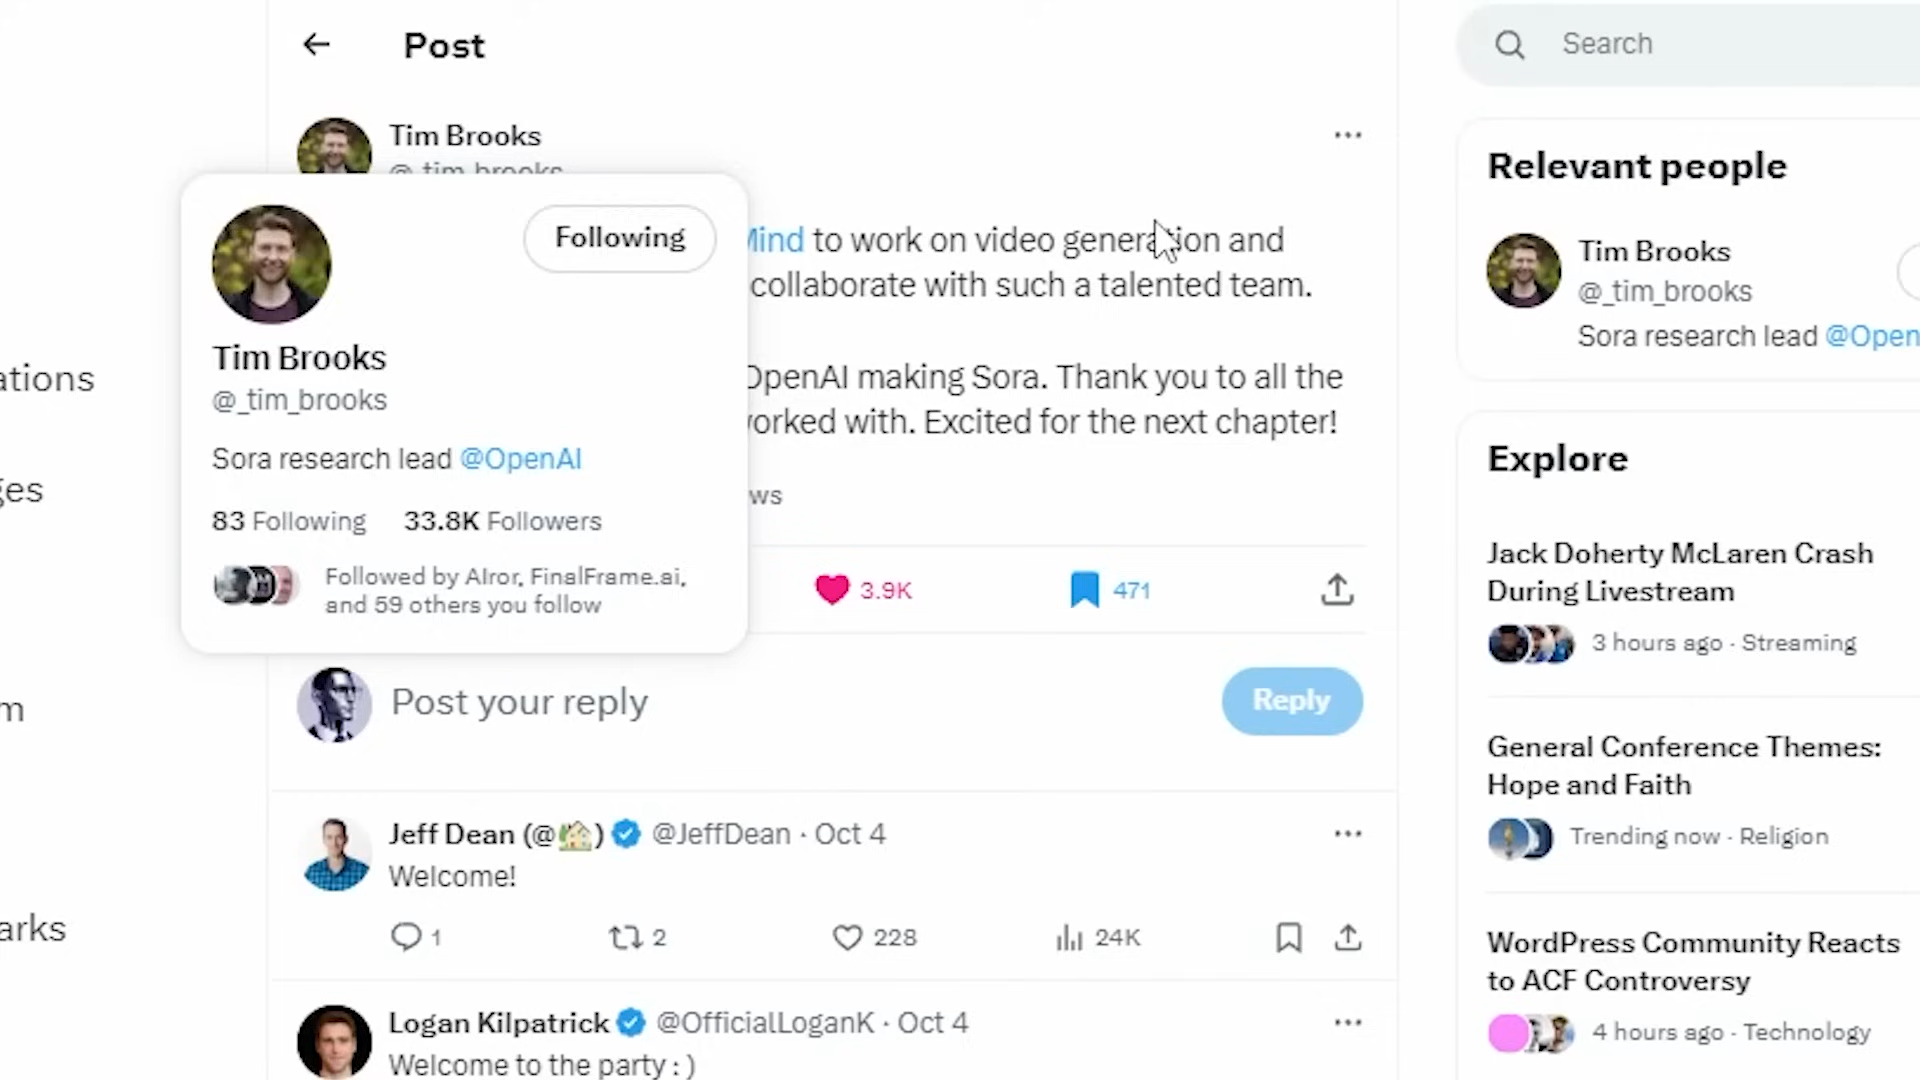 Post
Search
Tim Brooks
@_tim_brooks
Following
Tim Brooks
@_tim_brooks
Sora research lead @OpenAI
83 Following 33.8K Followers
Followed by AIror, FinalFrame.ai,
and 59 others you follow
Mind to work on video generation and
collaborate with such a talented team.
OpenAI making Sora. Thank you to all the
worked with. Excited for the next chapter!
ws
3.9K
471
Post your reply
Reply
Jeff Dean (@🏡) @JeffDean · Oct 4
Welcome!
1 2 228 24K
Logan Kilpatrick @OfficialLoganK · Oct 4
Welcome to the party : )
ations
ges
m
arks
Relevant people
Tim Brooks
@_tim_brooks
Sora research lead @Open
Explore
Jack Doherty McLaren Crash
During Livestream
3 hours ago · Streaming
General Conference Themes:
Hope and Faith
Trending now · Religion
WordPress Community Reacts
to ACF Controversy
4 hours ago · Technology